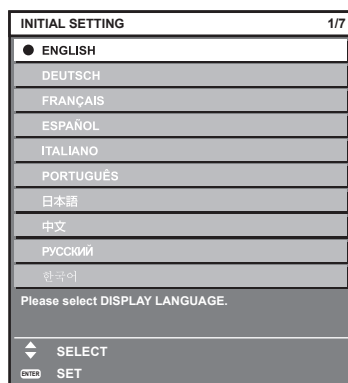 INITIAL SETTING 1/7
ENGLISH
DEUTSCH
FRANÇAIS
ESPAÑOL
ITALIANO
PORTUGUÊS
日本語
中文
РУССКИЙ
한국어
Please select DISPLAY LANGUAGE.
SELECT
ENTER SET